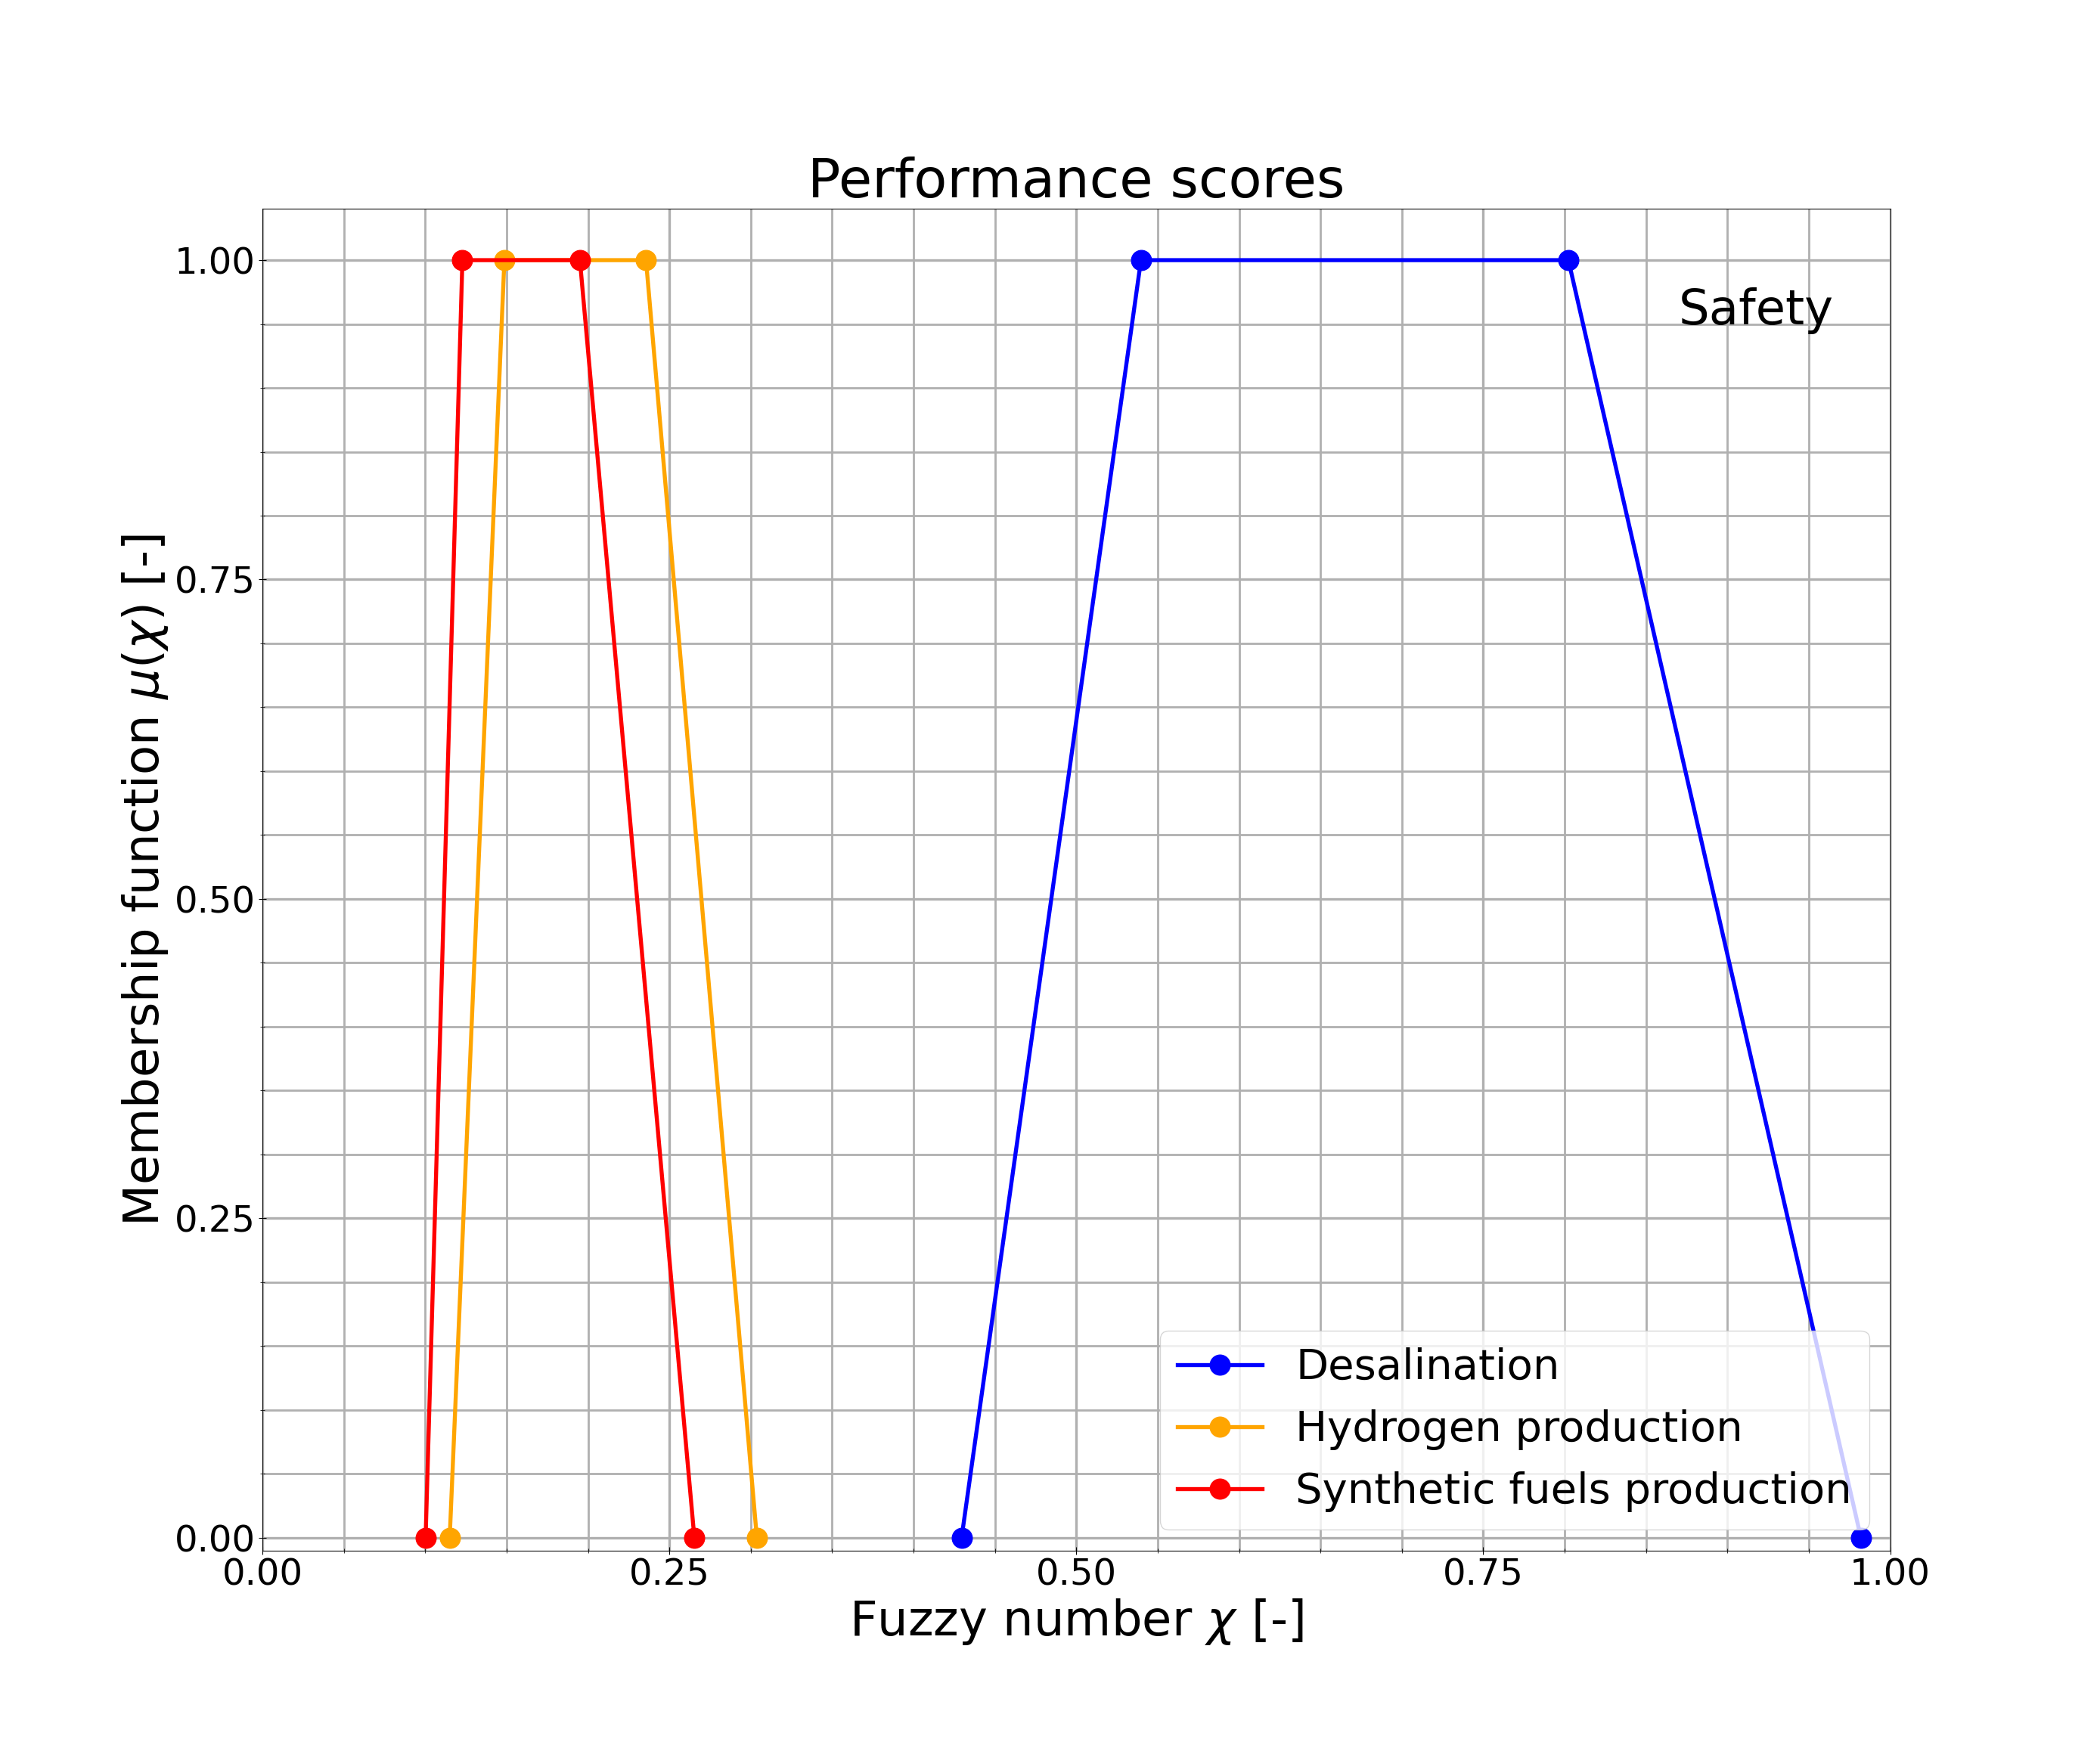 Performance scores
Safety
Membership function μ(χ) [-]
1.00
0.75
0.50
0.25
0.00
0.00 0.25 0.50 0.75 1.00
Fuzzy number χ [-]
Desalination
Hydrogen production
Synthetic fuels production